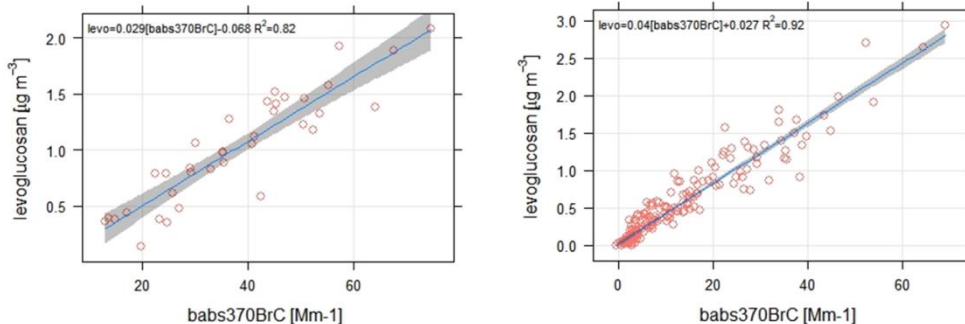 levo=0.029[babs370BrC]−0.068 R²=0.82
2.0
1.5
1.0
0.5
levoglucosan [µg m⁻³]
20 40 60
babs370BrC [Mm-1]
levo=0.04[babs370BrC]+0.027 R²=0.92
3.0
2.5
2.0
1.5
1.0
0.5
0.0
levoglucosan [µg m⁻³]
0 20 40 60
babs370BrC [Mm-1]